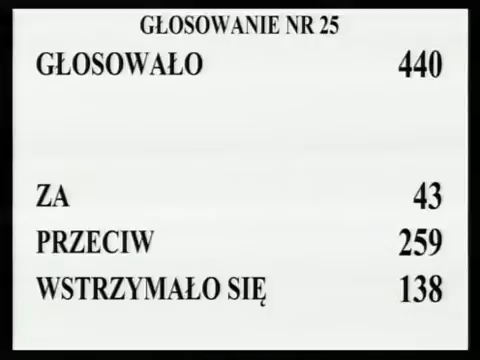 GŁOSOWANIE NR 25
GŁOSOWAŁO 440
ZA 43
PRZECIW 259
WSTRZYMAŁO SIĘ 138